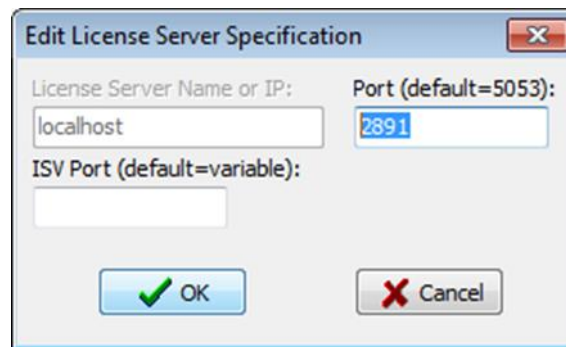 Edit License Server Specification
License Server Name or IP: Port (default=5053):
localhost 2891
ISV Port (default=variable):
OK Cancel